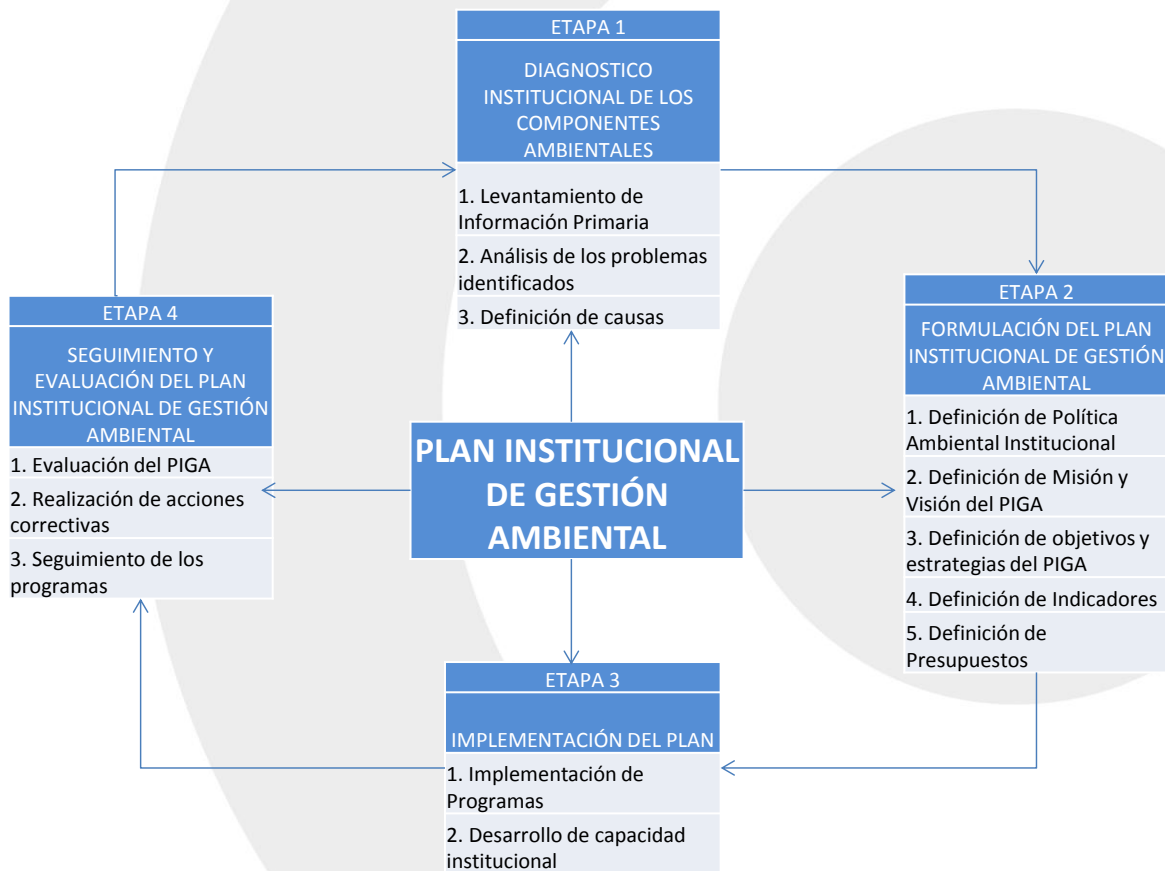 ETAPA 1
DIAGNOSTICO
INSTITUCIONAL DE LOS
COMPONENTES
AMBIENTALES
1. Levantamiento de
Información Primaria
2. Análisis de los problemas
identificados
3. Definición de causas
ETAPA 2
FORMULACIÓN DEL PLAN
INSTITUCIONAL DE GESTIÓN
AMBIENTAL
1. Definición de Política
Ambiental Institucional
2. Definición de Misión y
Visión del PIGA
3. Definición de objetivos y
estrategias del PIGA
4. Definición de Indicadores
5. Definición de
Presupuestos
ETAPA 4
SEGUIMIENTO Y
EVALUACIÓN DEL PLAN
INSTITUCIONAL DE GESTIÓN
AMBIENTAL
1. Evaluación del PIGA
2. Realización de acciones
correctivas
3. Seguimiento de los
programas
PLAN INSTITUCIONAL
DE GESTIÓN
AMBIENTAL
ETAPA 3
IMPLEMENTACIÓN DEL PLAN
1. Implementación de
Programas
2. Desarrollo de capacidad
institucional